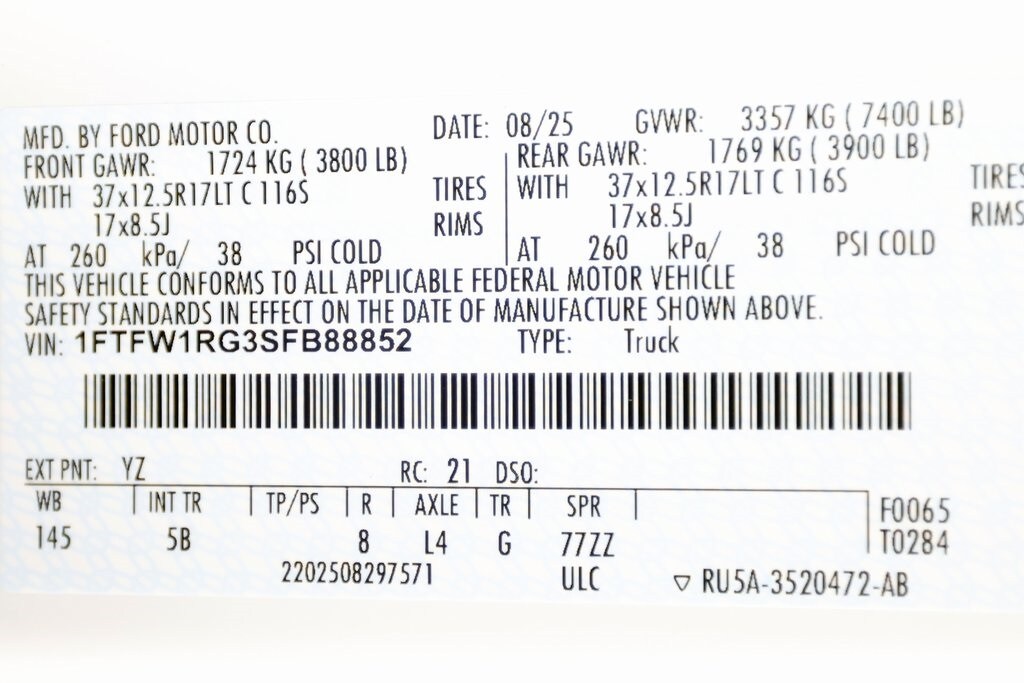 MFD. BY FORD MOTOR CO. DATE: 08/25 GVWR: 3357 KG ( 7400 LB)
FRONT GAWR: 1724 KG ( 3800 LB) REAR GAWR: 1769 KG ( 3900 LB)
WITH 37x12.5R17LT C 116S TIRES WITH 37x12.5R17LT C 116S TIRES
17x8.5J RIMS 17x8.5J RIMS
AT 260 kPa/ 38 PSI COLD AT 260 kPa/ 38 PSI COLD
THIS VEHICLE CONFORMS TO ALL APPLICABLE FEDERAL MOTOR VEHICLE
SAFETY STANDARDS IN EFFECT ON THE DATE OF MANUFACTURE SHOWN ABOVE.
VIN: 1FTFW1RG3SFB88852 TYPE: Truck
EXT PNT: YZ RC: 21 DSO:
WB INT TR TP/PS R AXLE TR SPR F0065
145 5B 8 L4 G 77ZZ T0284
2202508297571 ULC ▽ RU5A-3520472-AB